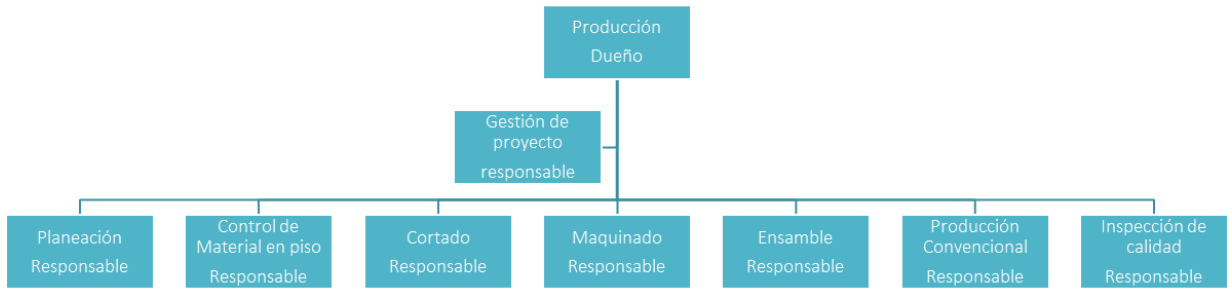 Producción
Dueño
Gestión de
proyecto
responsable
Planeación
Responsable
Control de
Material en piso
Responsable
Cortado
Responsable
Maquinado
Responsable
Ensamble
Responsable
Producción
Convencional
Responsable
Inspección de
calidad
Responsable